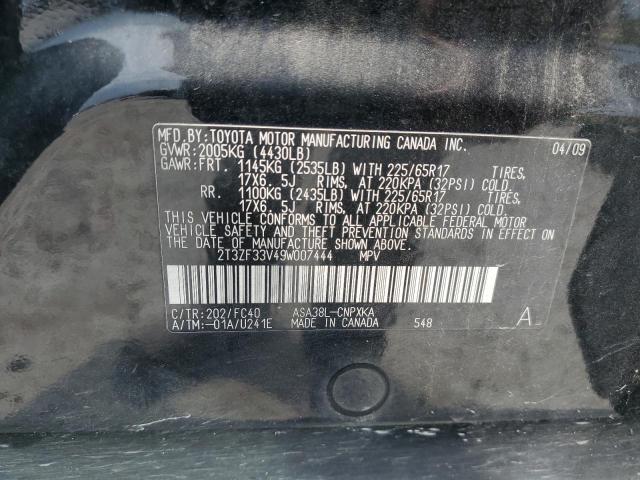 MFD.BY:TOYOTA MOTOR MANUFACTURING CANADA INC. 04/09
GVWR:2005KG (4430LB)
GAWR:FRT. 1145KG (2535LB) WITH 225/65R17 TIRES,
17X6.5J RIMS, AT 220KPA (32PSI) COLD.
RR. 1100KG (2435LB) WITH 225/65R17 TIRES,
17X6.5J RIMS, AT 220KPA (32PSI) COLD.
THIS VEHICLE CONFORMS TO ALL APPLICABLE FEDERAL MOTOR
VEHICLE SAFETY AND THEFT PREVENTION STANDARDS IN EFFECT
ON THE DATE OF MANUFACTURE SHOWN ABOVE.
2T3ZF33V49W007444 MPV
C/TR:202/FC40 ASA38L-CNPXKA
A/TM:-01A/U241E MADE IN CANADA 548 A